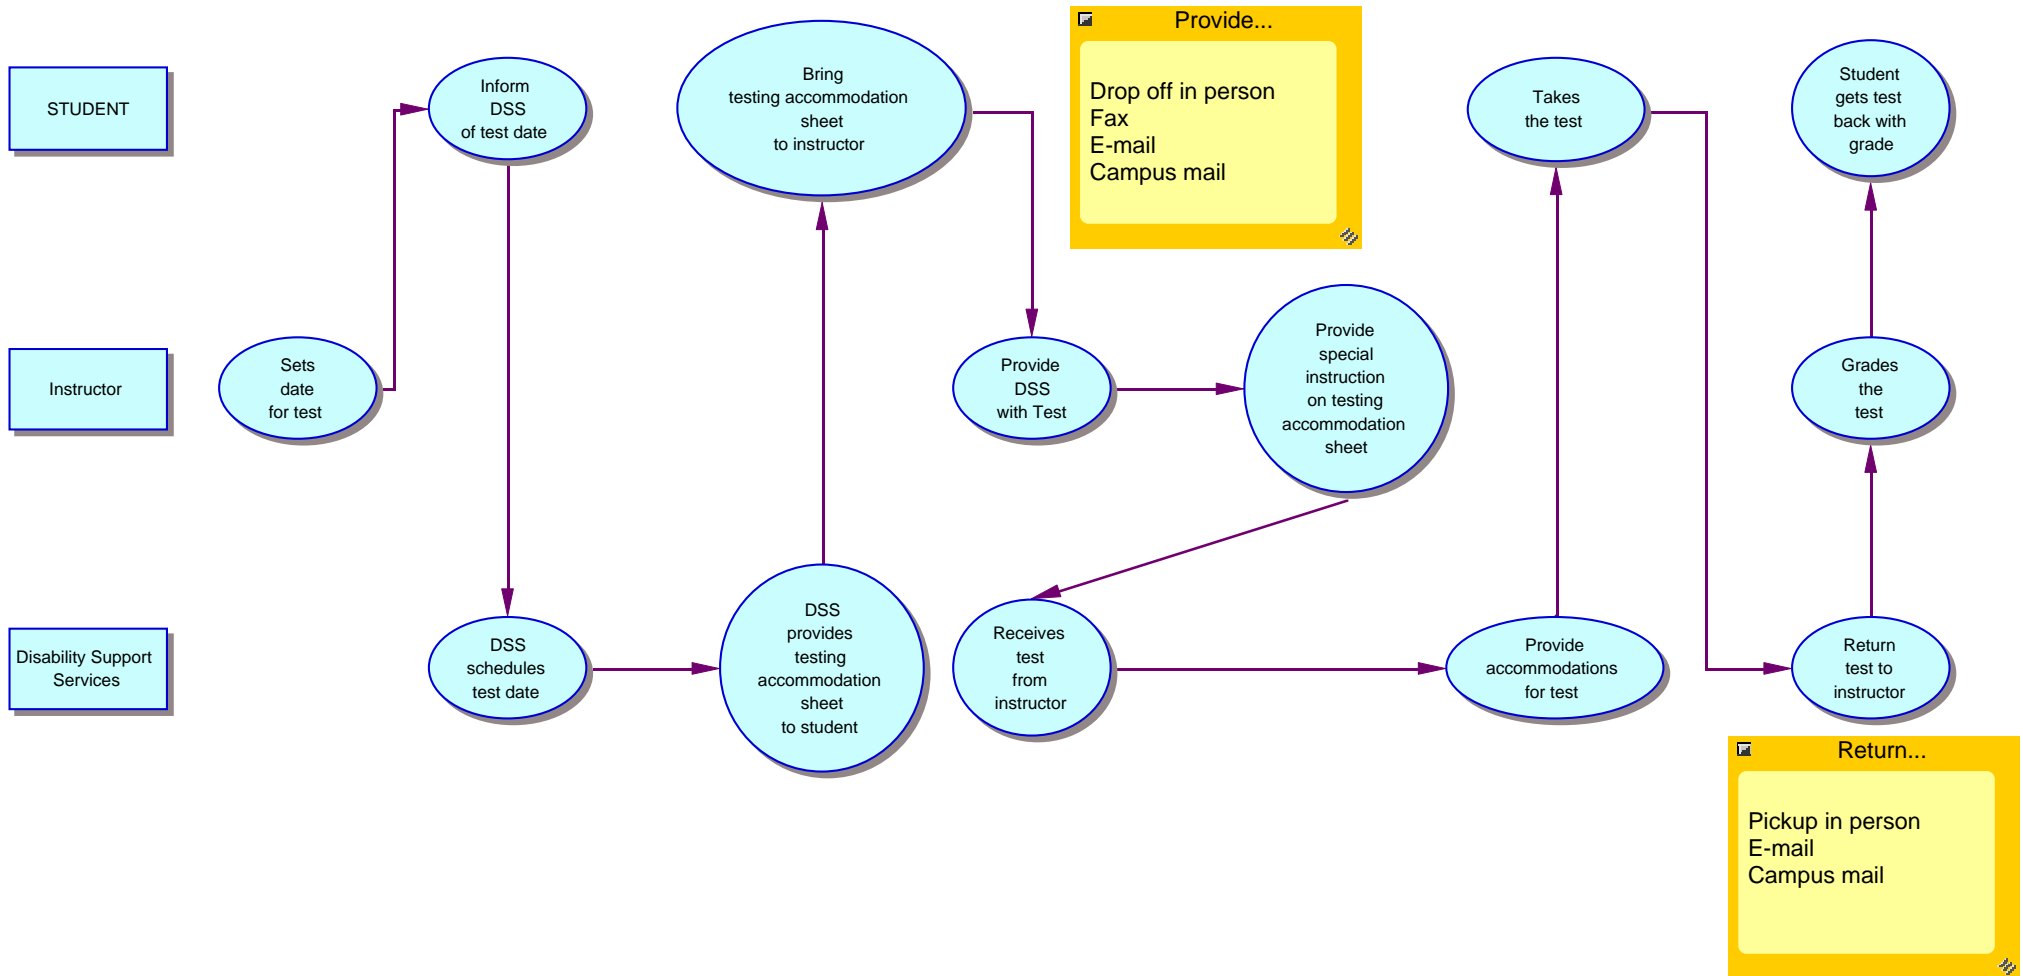 STUDENT
Inform
DSS
of test date
Bring
testing accommodation
sheet
to instructor
Provide...
Drop off in person
Fax
E-mail
Campus mail
Takes
the test
Student
gets test
back with
grade
Instructor
Sets
date
for test
Provide
DSS
with Test
Provide
special
instruction
on testing
accommodation
sheet
Grades
the
test
Disability Support
Services
DSS
schedules
test date
DSS
provides
testing
accommodation
sheet
to student
Receives
test
from
instructor
Provide
accommodations
for test
Return
test to
instructor
Return...
Pickup in person
E-mail
Campus mail